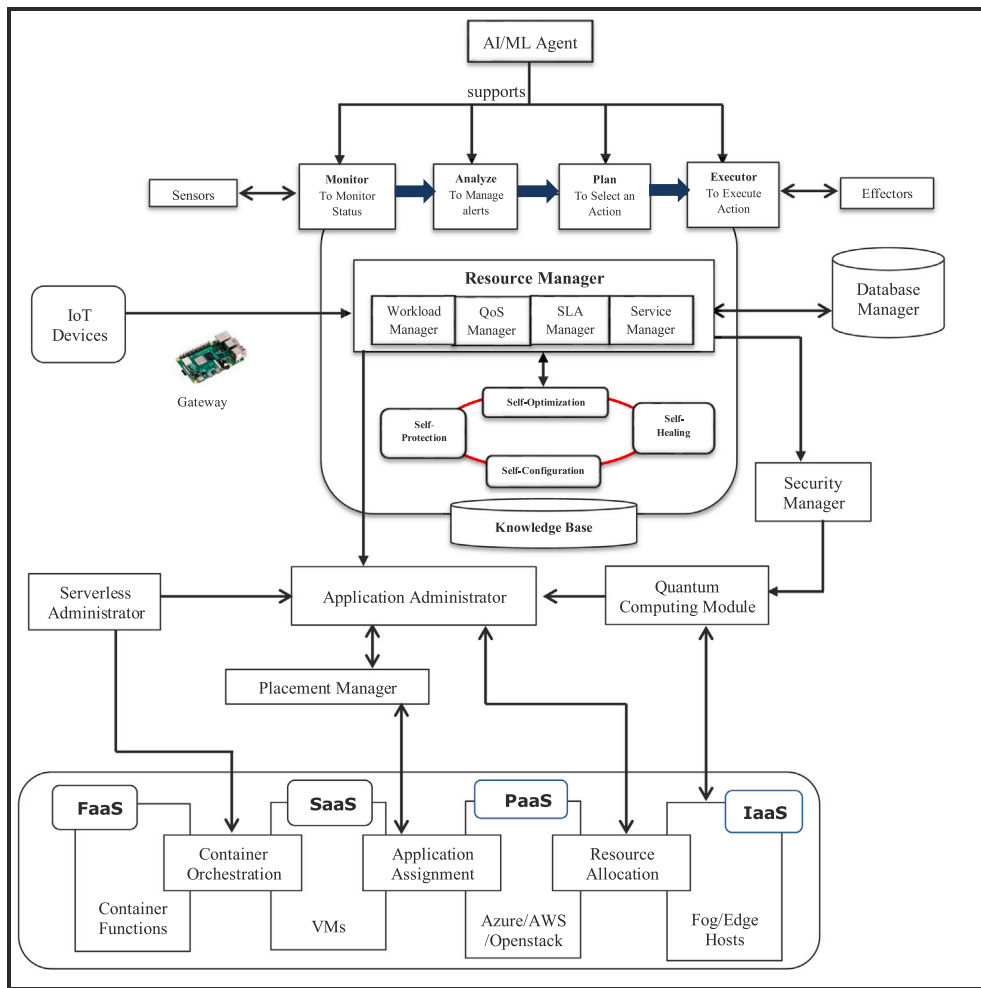 AI/ML Agent
supports
Monitor
To Monitor
Status
Analyze
To Manage
alerts
Plan
To Select an
Action
Executor
To Execute
Action
Sensors
Effectors
Resource Manager
Workload
Manager
QoS
Manager
SLA
Manager
Service
Manager
Database
Manager
IoT
Devices
Gateway
Self-Optimization
Self-
Protection
Self-
Healing
Self-Configuration
Knowledge Base
Security
Manager
Serverless
Administrator
Application Administrator
Quantum
Computing Module
Placement Manager
FaaS
SaaS
PaaS
IaaS
Container
Orchestration
Application
Assignment
Resource
Allocation
Container
Functions
VMs
Azure/AWS
/Openstack
Fog/Edge
Hosts